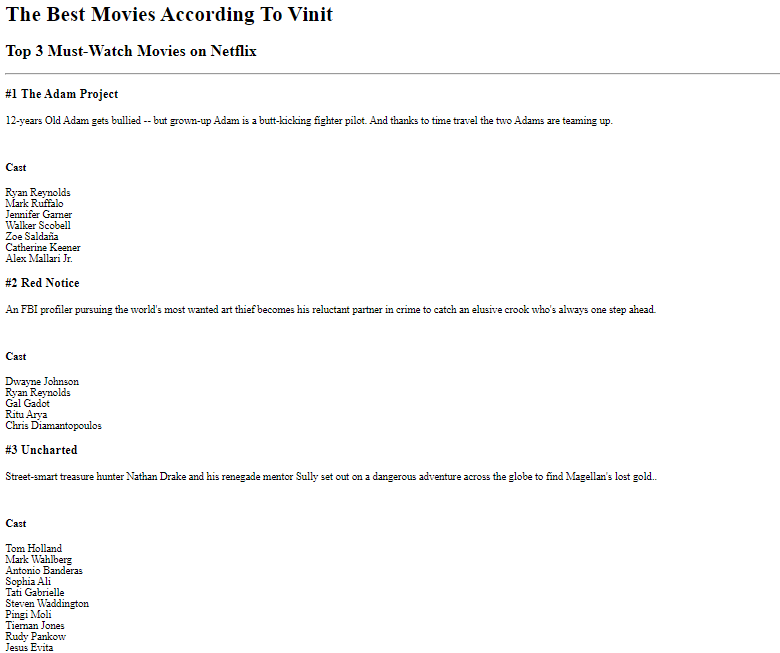 The Best Movies According To Vinit
Top 3 Must-Watch Movies on Netflix
#1 The Adam Project
12-years Old Adam gets bullied -- but grown-up Adam is a butt-kicking fighter pilot. And thanks to time travel the two Adams are teaming up.
Cast
Ryan Reynolds
Mark Ruffalo
Jennifer Garner
Walker Scobell
Zoe Saldaña
Catherine Keener
Alex Mallari Jr.
#2 Red Notice
An FBI profiler pursuing the world's most wanted art thief becomes his reluctant partner in crime to catch an elusive crook who's always one step ahead.
Cast
Dwayne Johnson
Ryan Reynolds
Gal Gadot
Ritu Arya
Chris Diamantopoulos
#3 Uncharted
Street-smart treasure hunter Nathan Drake and his renegade mentor Sully set out on a dangerous adventure across the globe to find Magellan's lost gold..
Cast
Tom Holland
Mark Wahlberg
Antonio Banderas
Sophia Ali
Tati Gabrielle
Steven Waddington
Pingi Moli
Tiernan Jones
Rudy Pankow
Jesus Evita